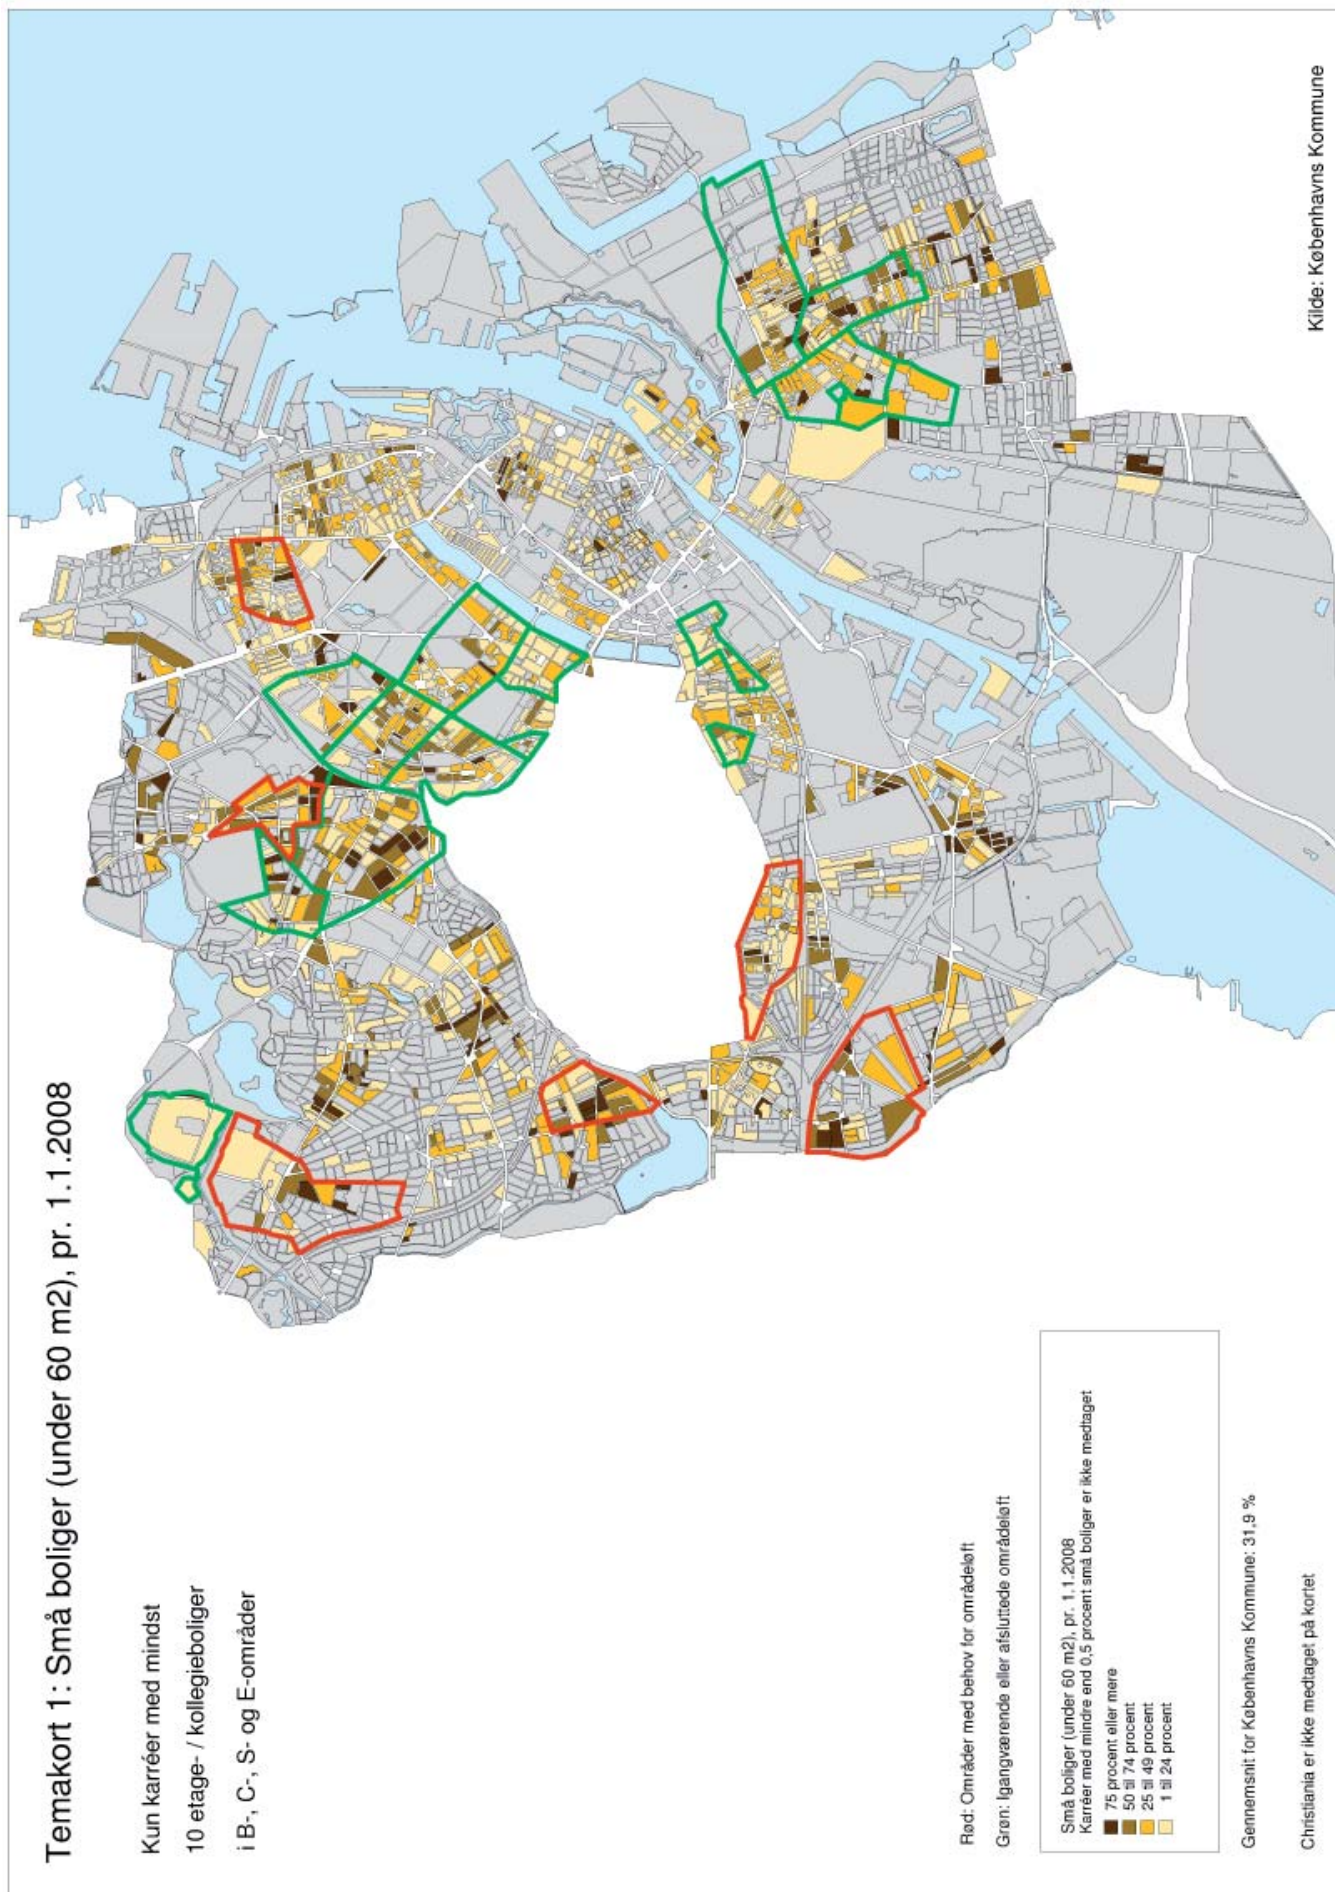 Temakort 1: Små boliger (under 60 m2), pr. 1.1.2008
Kun karréer med mindst
10 etage- / kollegieboliger
i B-, C-, S- og E-områder
Rød: Områder med behov for områdeløft
Grøn: Igangværende eller afsluttede områdeløft
Små boliger (under 60 m2), pr. 1.1.2008
Karréer med mindre end 0,5 procent små boliger er ikke medtaget
75 procent eller mere
50 til 74 procent
25 til 49 procent
1 til 24 procent
Gennemsnit for Københavns Kommune: 31,9 %
Christiania er ikke medtaget på kortet
Kilde: Københavns Kommune